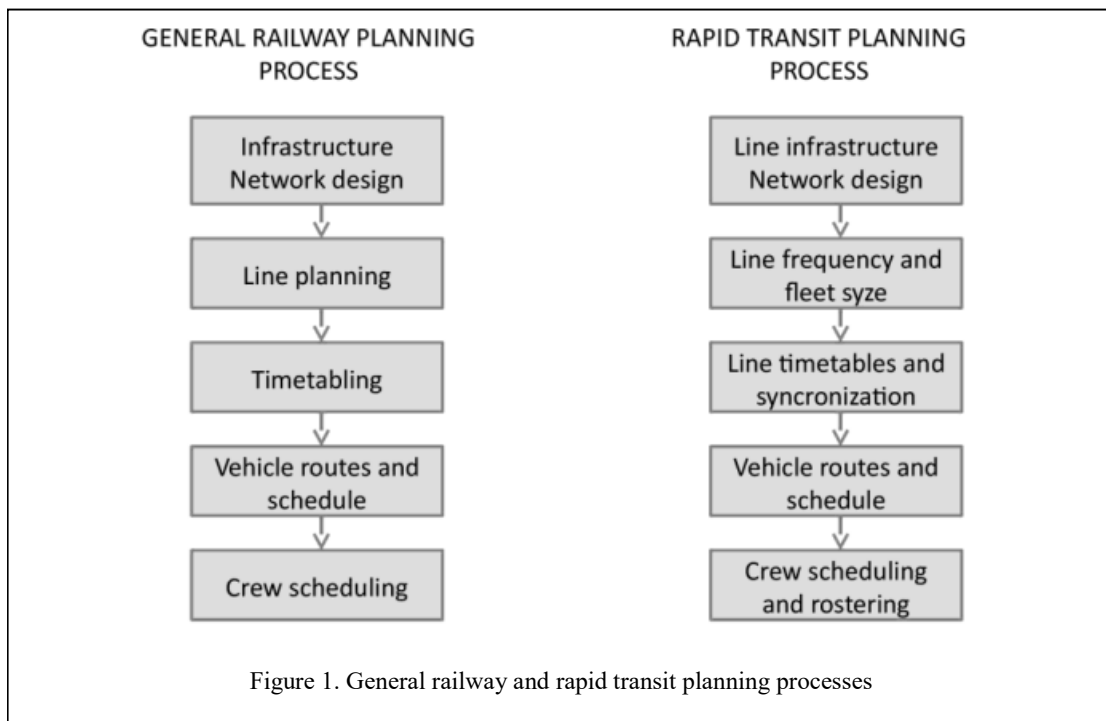 GENERAL RAILWAY PLANNING
PROCESS
Infrastructure
Network design
Line planning
Timetabling
Vehicle routes and
schedule
Crew scheduling
RAPID TRANSIT PLANNING
PROCESS
Line infrastructure
Network design
Line frequency and
fleet syze
Line timetables and
syncronization
Vehicle routes and
schedule
Crew scheduling
and rostering
Figure 1. General railway and rapid transit planning processes